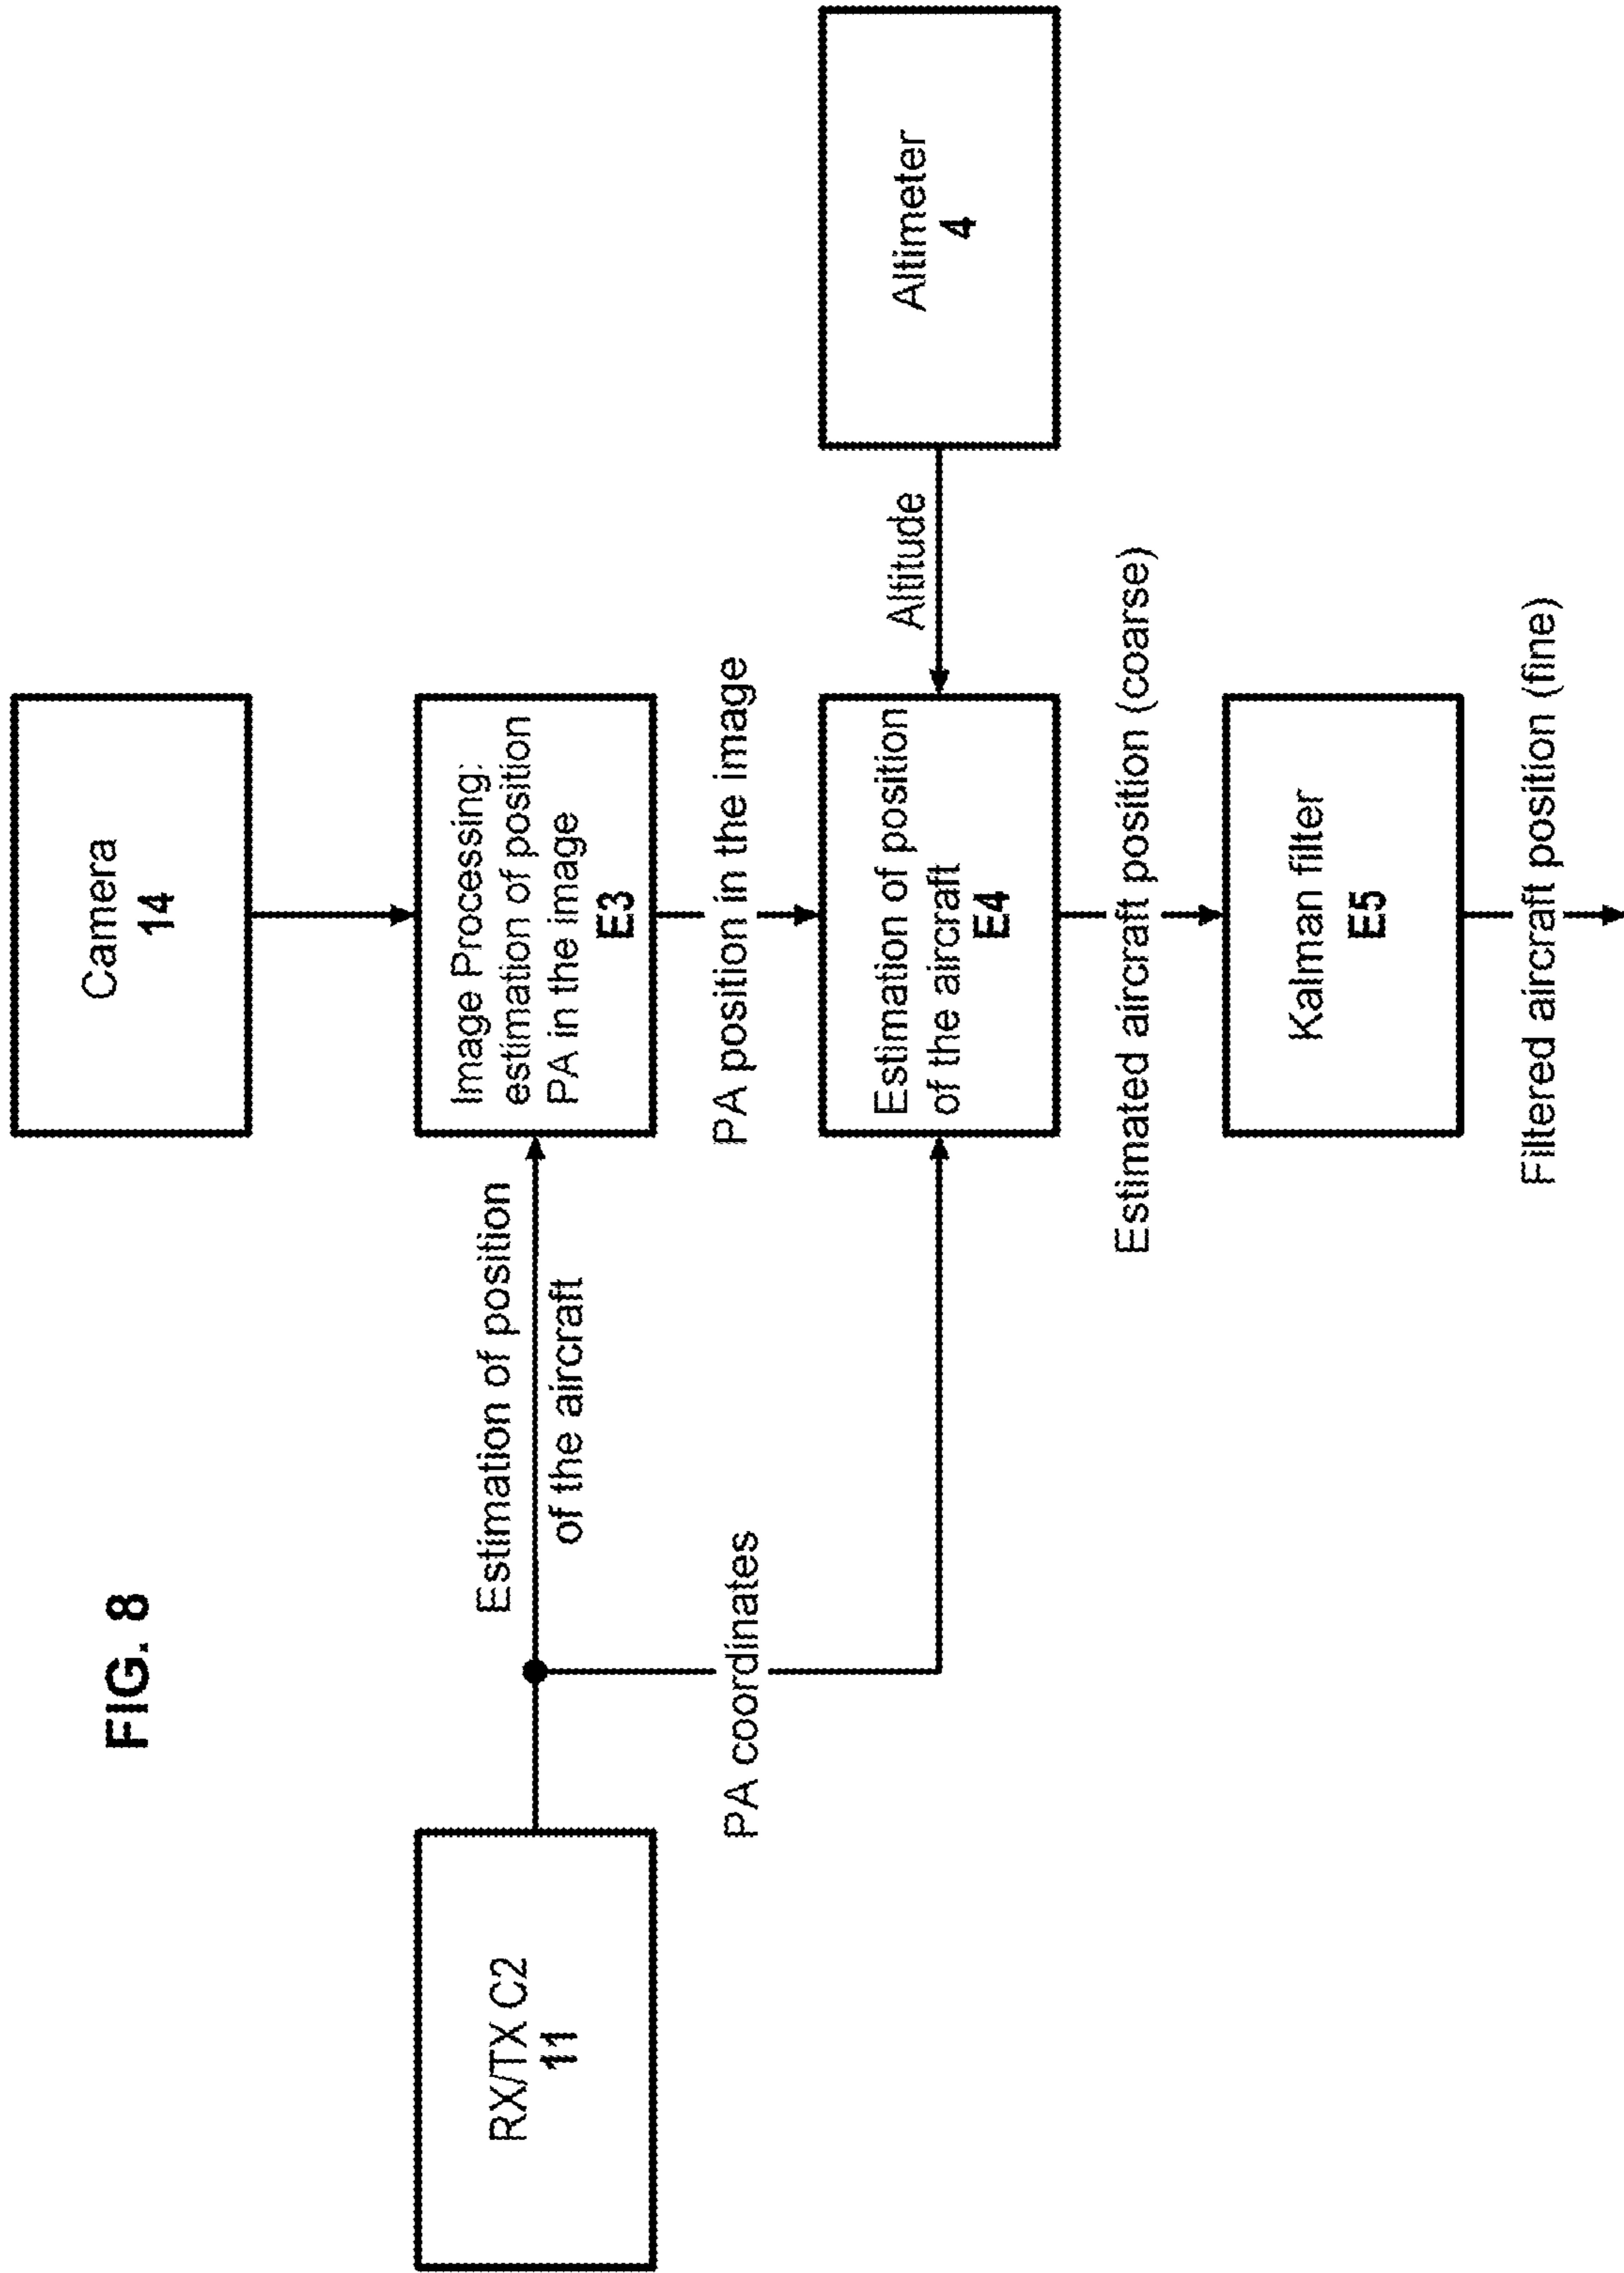 FIG. 8
Camera
14
RX/TX C2
11
Estimation of position
of the aircraft
Image Processing:
estimation of position
PA in the image
E3
PA coordinates
PA position in the image
Estimation of position
of the aircraft
E4
Altitude
Altimeter
4
Estimated aircraft position (coarse)
Kalman filter
E5
Filtered aircraft position (fine)